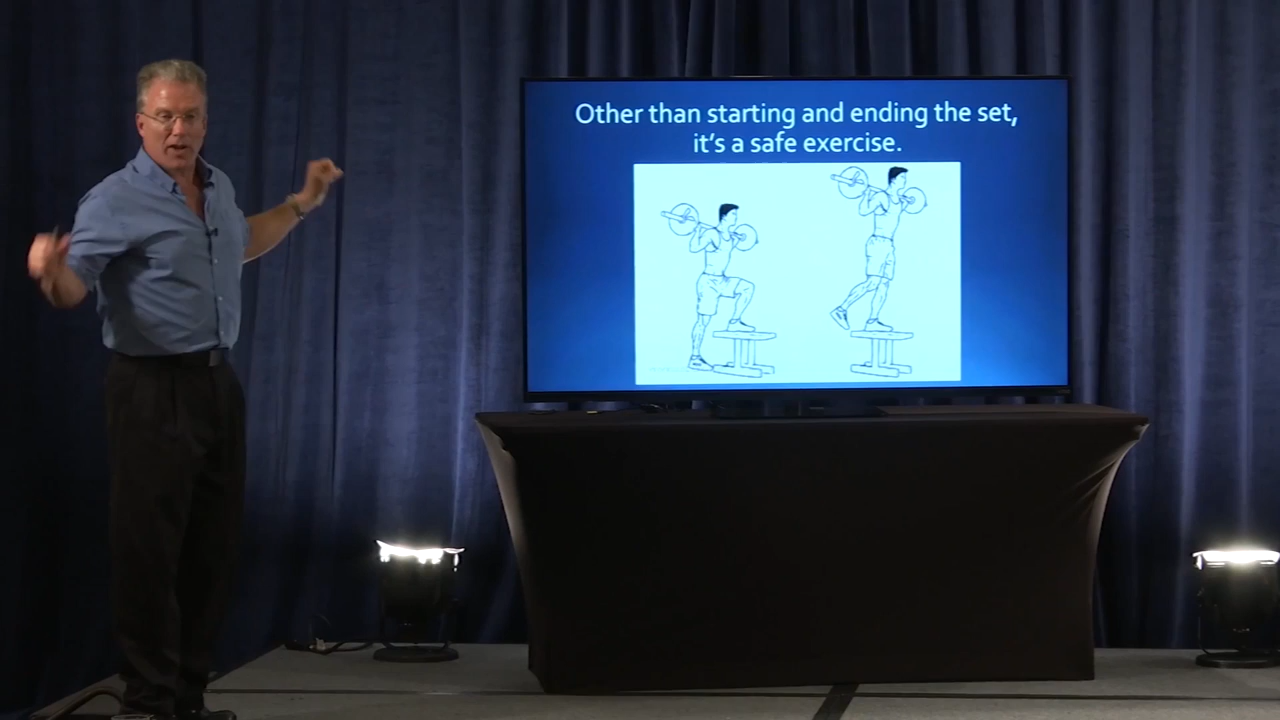 Other than starting and ending the set,
it's a safe exercise.